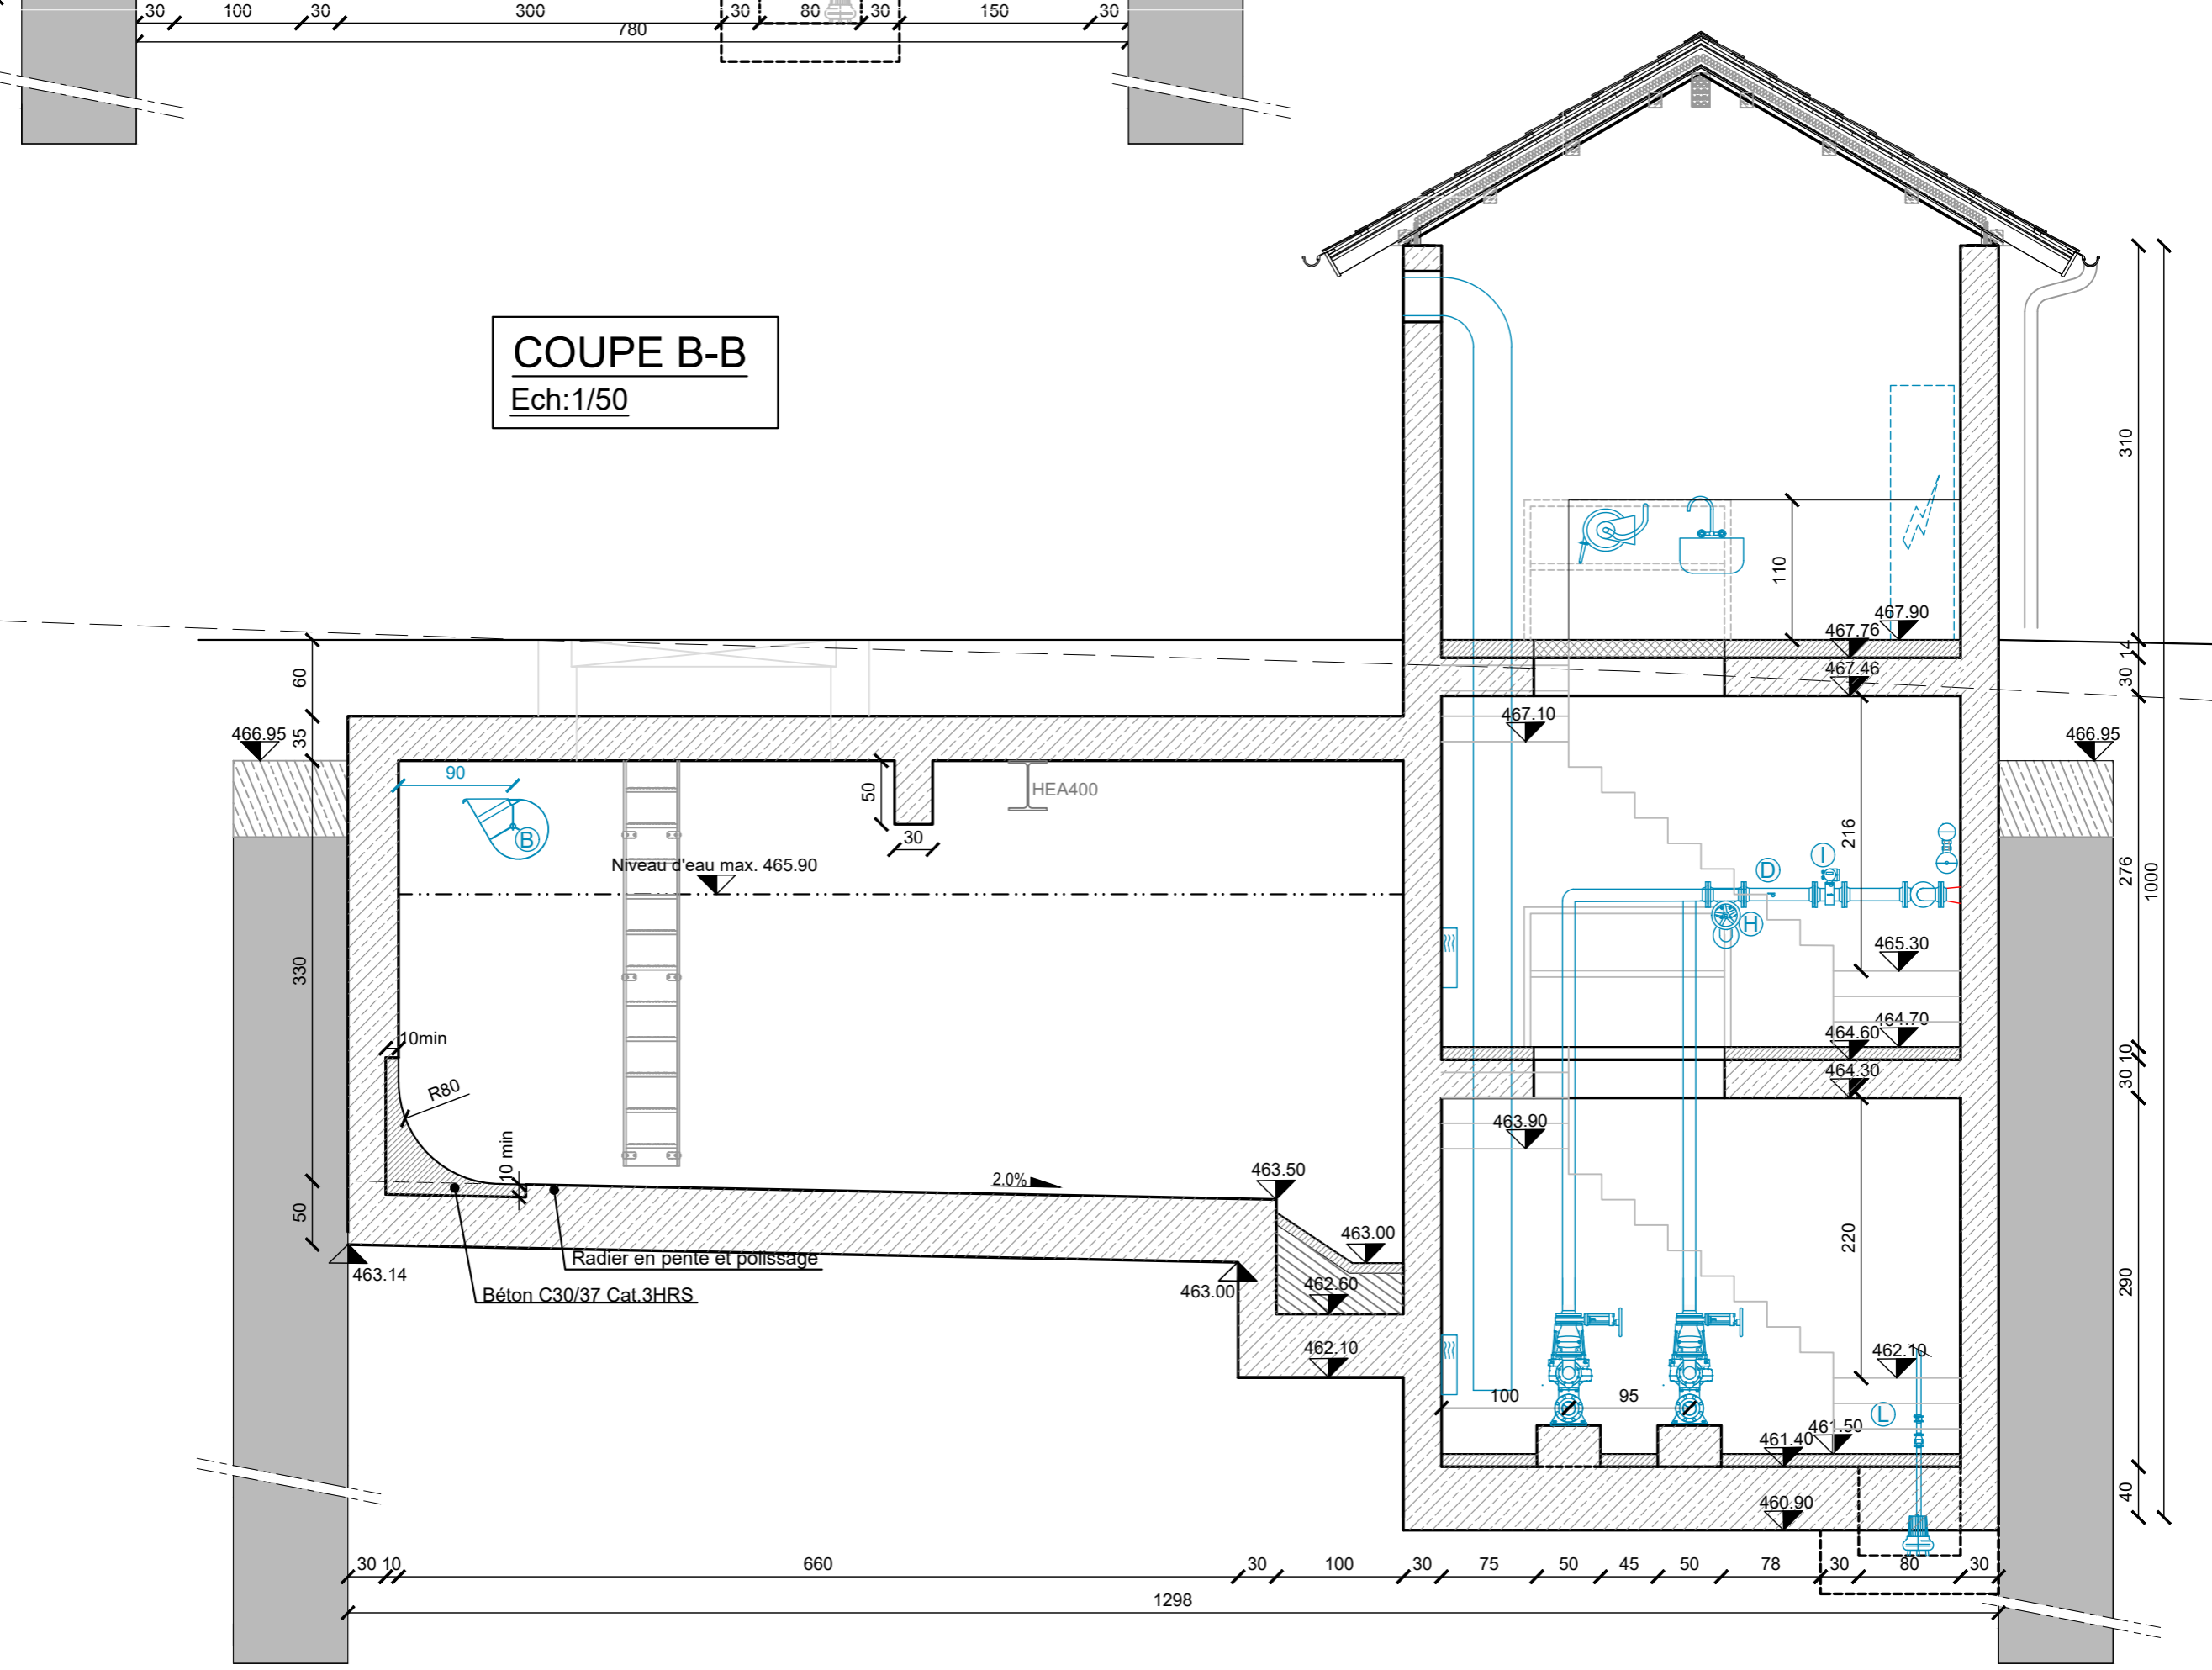 30 100 30 300 30 80 30 150 30
780
COUPE B-B
Ech:1/50
310
110
467.90
467.76
14
467.46
30
60
467.10
466.95
35
466.95
90
50
HEA400
B
30
216
Niveau d'eau max. 465.90
D
I
276
1000
H
465.30
330
464.70
10min
464.60
10
464.30
30
R80
463.90
10 min
2.0%
463.50
50
463.00
220
Radier en pente et polissage
463.14
462.60
290
463.00
Béton C30/37 Cat.3HRS
462.10
462.10
100 95
L
461.50
461.40
40
460.90
30 10 660 30 100 30 75 50 45 50 78 30 80 30
1298